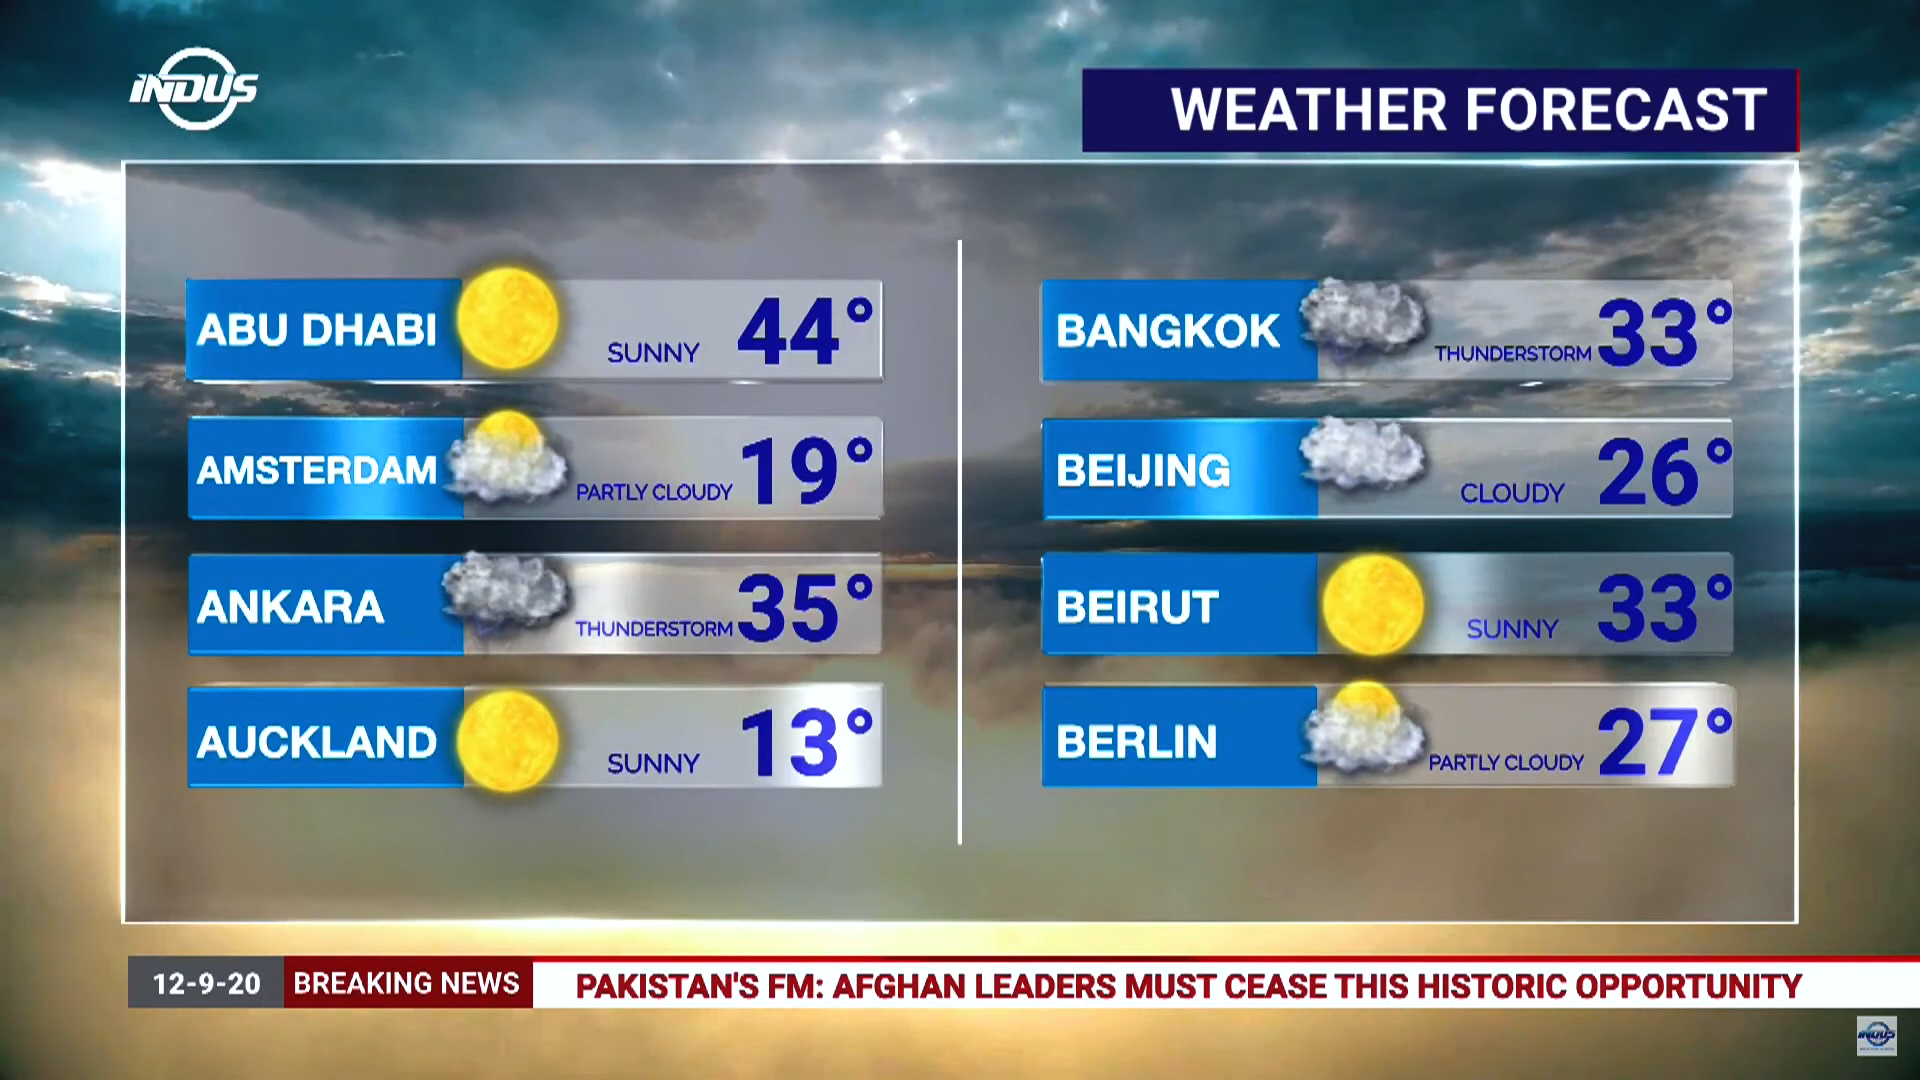 INDUS
WEATHER FORECAST
ABU DHABI SUNNY 44°
AMSTERDAM PARTLY CLOUDY 19°
ANKARA THUNDERSTORM 35°
AUCKLAND SUNNY 13°
BANGKOK THUNDERSTORM 33°
BEIJING CLOUDY 26°
BEIRUT SUNNY 33°
BERLIN PARTLY CLOUDY 27°
12-9-20 BREAKING NEWS PAKISTAN'S FM: AFGHAN LEADERS MUST CEASE THIS HISTORIC OPPORTUNITY
INDUS